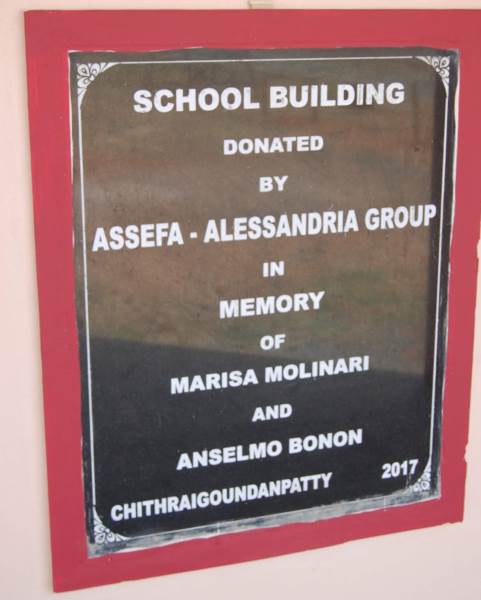 SCHOOL BUILDING
DONATED
BY
ASSEFA - ALESSANDRIA GROUP
IN
MEMORY
OF
MARISA MOLINARI
AND
ANSELMO BONON
CHITHRAIGOUNDANPATTY 2017